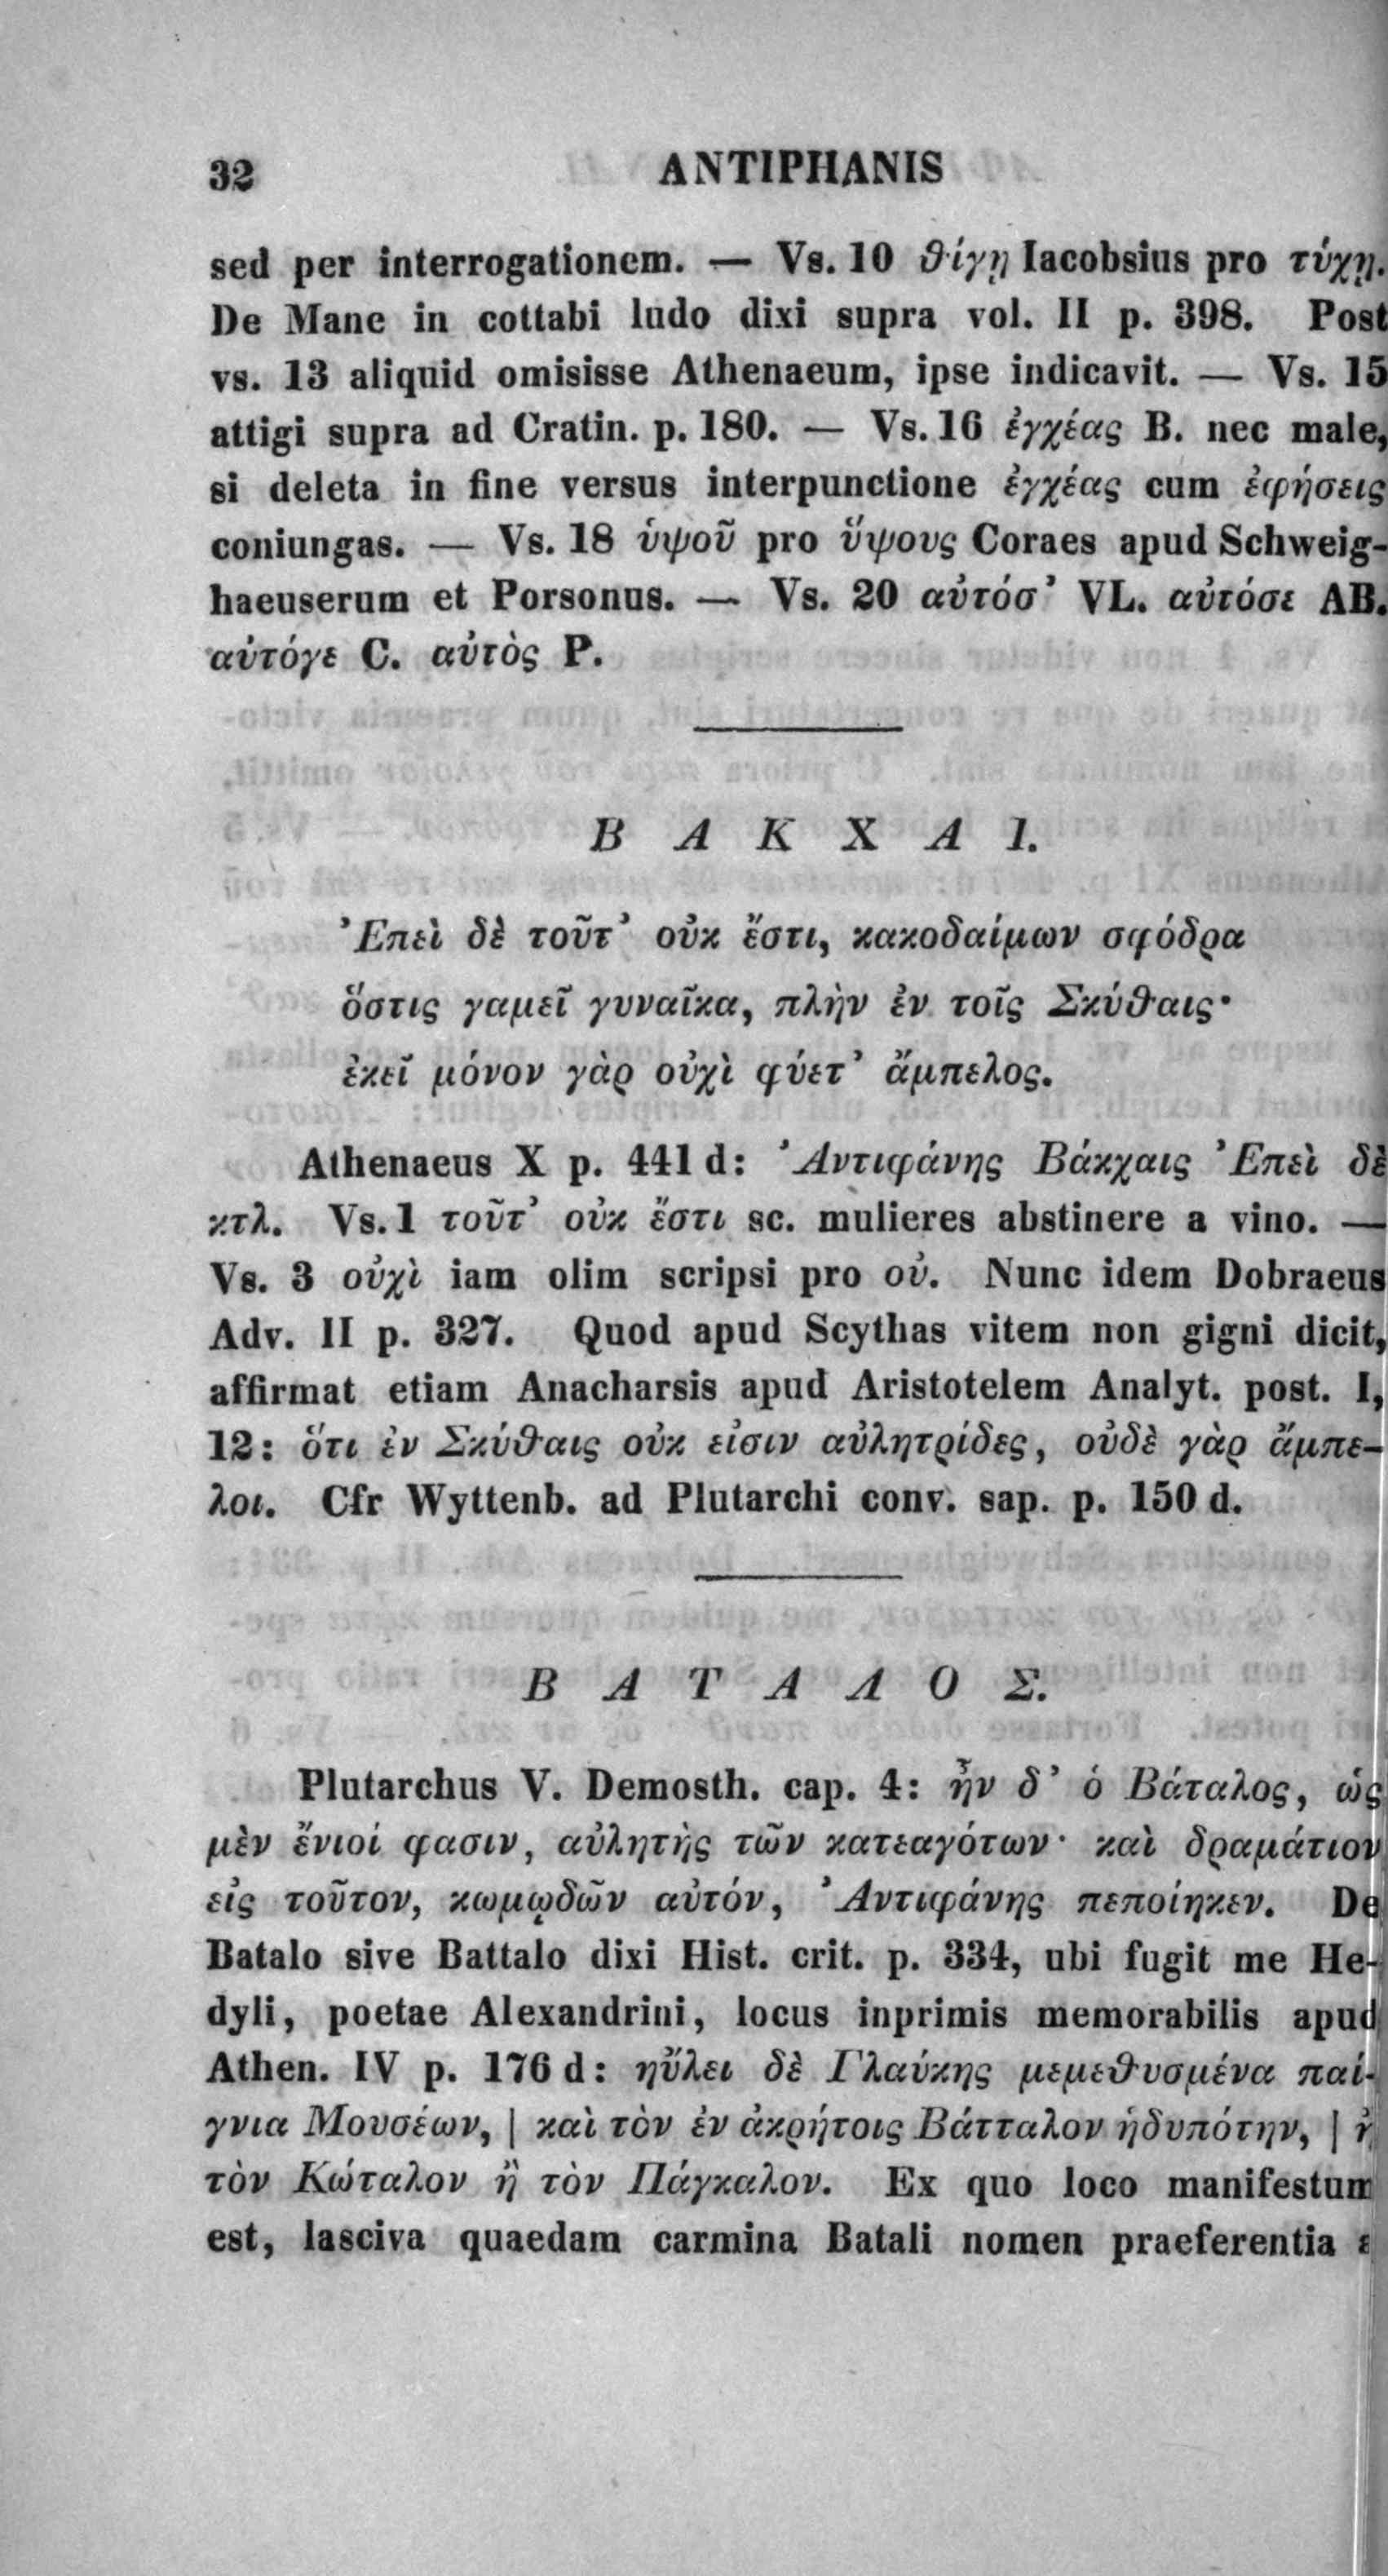 32 ANTIPHANIS
sed per interrogationem. — Vs. 10 θίγῃ Iacobsius pro τύχῃ.
De Mane in cottabi ludo dixi supra vol. II p. 398. Post
vs. 13 aliquid omisisse Athenaeum, ipse indicavit. — Vs. 15
attigi supra ad Cratin. p. 180. — Vs. 16 ἐγχέας B. nec male,
si deleta in fine versus interpunctione ἐγχέας cum ἐφήσεις
coniungas. — Vs. 18 ὑψοῦ pro ὕψους Coraes apud Schweig-
haeuserum et Porsonus. — Vs. 20 αὐτόσ’ VL. αὐτόσε AB.
αὐτόγε C. αὐτὸς P.
Β Α Κ Χ Α Ι.
Ἐπεὶ δὲ τοῦτ’ οὐκ ἔστι, κακοδαίμων σφόδρα
ὅστις γαμεῖ γυναῖκα, πλὴν ἐν τοῖς Σκύθαις·
ἐκεῖ μόνον γὰρ οὐχὶ φύετ’ ἄμπελος.
Athenaeus X p. 441 d: Ἀντιφάνης Βάκχαις Ἐπεὶ δὲ
κτλ. Vs. 1 τοῦτ’ οὐκ ἔστι sc. mulieres abstinere a vino. —
Vs. 3 οὐχὶ iam olim scripsi pro οὐ. Nunc idem Dobraeus
Adv. II p. 327. Quod apud Scythas vitem non gigni dicit,
affirmat etiam Anacharsis apud Aristotelem Analyt. post. I,
12: ὅτι ἐν Σκύθαις οὐκ εἰσιν αὐλητρίδες, οὐδὲ γὰρ ἄμπε-
λοι. Cfr Wyttenb. ad Plutarchi conv. sap. p. 150 d.
Β Α Τ Α Λ Ο Σ.
Plutarchus V. Demosth. cap. 4: ἦν δ’ ὁ Βάταλος, ὡς
μὲν ἔνιοί φασιν, αὐλητὴς τῶν κατεαγότων· καὶ δραμάτιον
εἰς τοῦτον, κωμῳδῶν αὐτόν, Ἀντιφάνης πεποίηκεν. De
Batalo sive Battalo dixi Hist. crit. p. 334, ubi fugit me He-
dyli, poetae Alexandrini, locus inprimis memorabilis apud
Athen. IV p. 176 d: ηὔλει δὲ Γλαύκης μεμεθυσμένα παί-
γνια Μουσέων, | καὶ τὸν ἐν ἀκρήτοις Βάτταλον ἡδυπότην, | ἢ
τὸν Κώταλον ἢ τὸν Πάγκαλον. Ex quo loco manifestum
est, lasciva quaedam carmina Batali nomen praeferentia